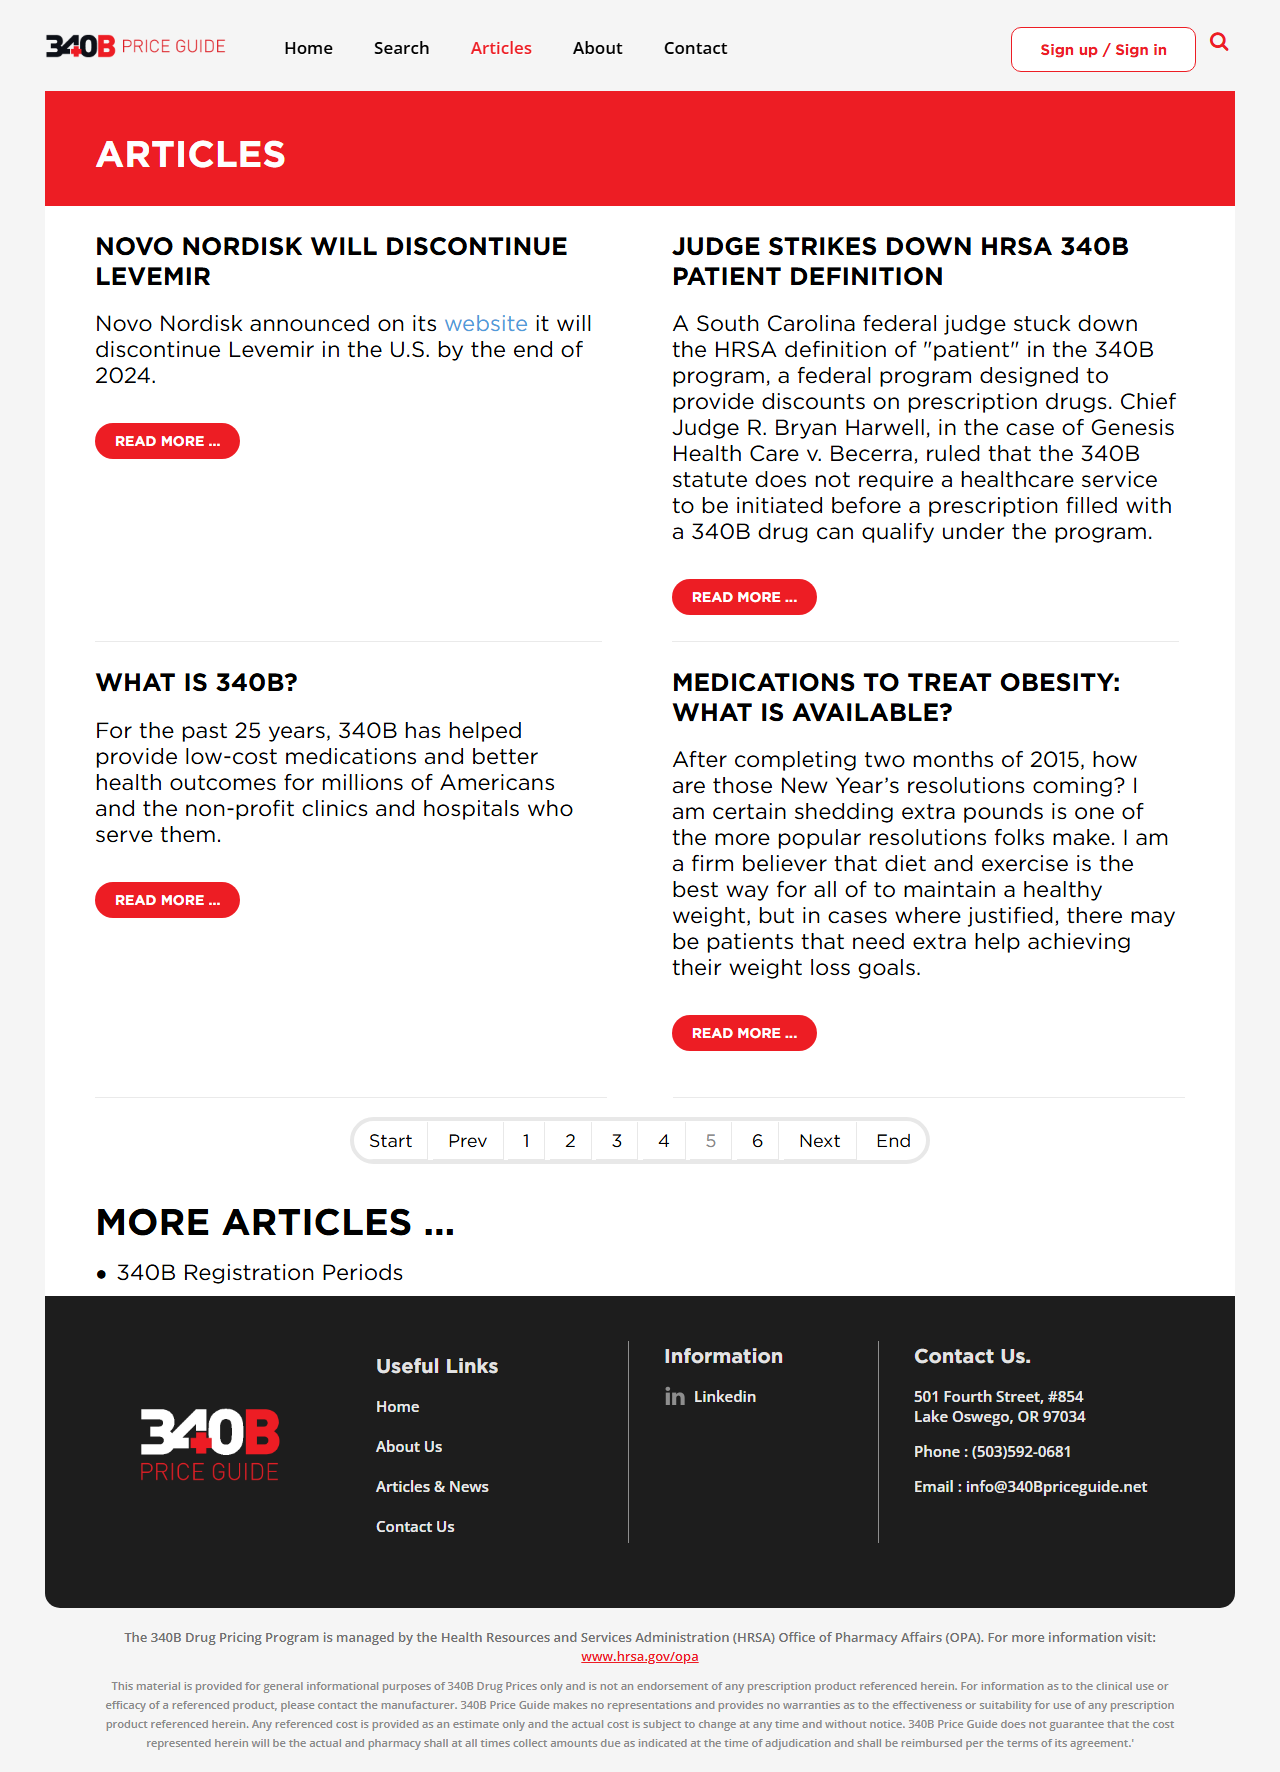 340B PRICE GUIDE
Home
Search
Articles
About
Contact
Sign up / Sign in
ARTICLES
NOVO NORDISK WILL DISCONTINUE
LEVEMIR
Novo Nordisk announced on its website it will
discontinue Levemir in the U.S. by the end of
2024.
READ MORE ...
JUDGE STRIKES DOWN HRSA 340B
PATIENT DEFINITION
A South Carolina federal judge stuck down
the HRSA definition of "patient" in the 340B
program, a federal program designed to
provide discounts on prescription drugs. Chief
Judge R. Bryan Harwell, in the case of Genesis
Health Care v. Becerra, ruled that the 340B
statute does not require a healthcare service
to be initiated before a prescription filled with
a 340B drug can qualify under the program.
READ MORE ...
WHAT IS 340B?
For the past 25 years, 340B has helped
provide low-cost medications and better
health outcomes for millions of Americans
and the non-profit clinics and hospitals who
serve them.
READ MORE ...
MEDICATIONS TO TREAT OBESITY:
WHAT IS AVAILABLE?
After completing two months of 2015, how
are those New Year’s resolutions coming? I
am certain shedding extra pounds is one of
the more popular resolutions folks make. I am
a firm believer that diet and exercise is the
best way for all of to maintain a healthy
weight, but in cases where justified, there may
be patients that need extra help achieving
their weight loss goals.
READ MORE ...
Start Prev 1 2 3 4 5 6 Next End
MORE ARTICLES ...
340B Registration Periods
340B
PRICE GUIDE
Useful Links
Home
About Us
Articles & News
Contact Us
Information
Linkedin
Contact Us.
501 Fourth Street, #854
Lake Oswego, OR 97034
Phone : (503)592-0681
Email : info@340Bpriceguide.net
The 340B Drug Pricing Program is managed by the Health Resources and Services Administration (HRSA) Office of Pharmacy Affairs (OPA). For more information visit:
www.hrsa.gov/opa
This material is provided for general informational purposes of 340B Drug Prices only and is not an endorsement of any prescription product referenced herein. For information as to the clinical use or
efficacy of a referenced product, please contact the manufacturer. 340B Price Guide makes no representations and provides no warranties as to the effectiveness or suitability for use of any prescription
product referenced herein. Any referenced cost is provided as an estimate only and the actual cost is subject to change at any time and without notice. 340B Price Guide does not guarantee that the cost
represented herein will be the actual and pharmacy shall at all times collect amounts due as indicated at the time of adjudication and shall be reimbursed per the terms of its agreement.'